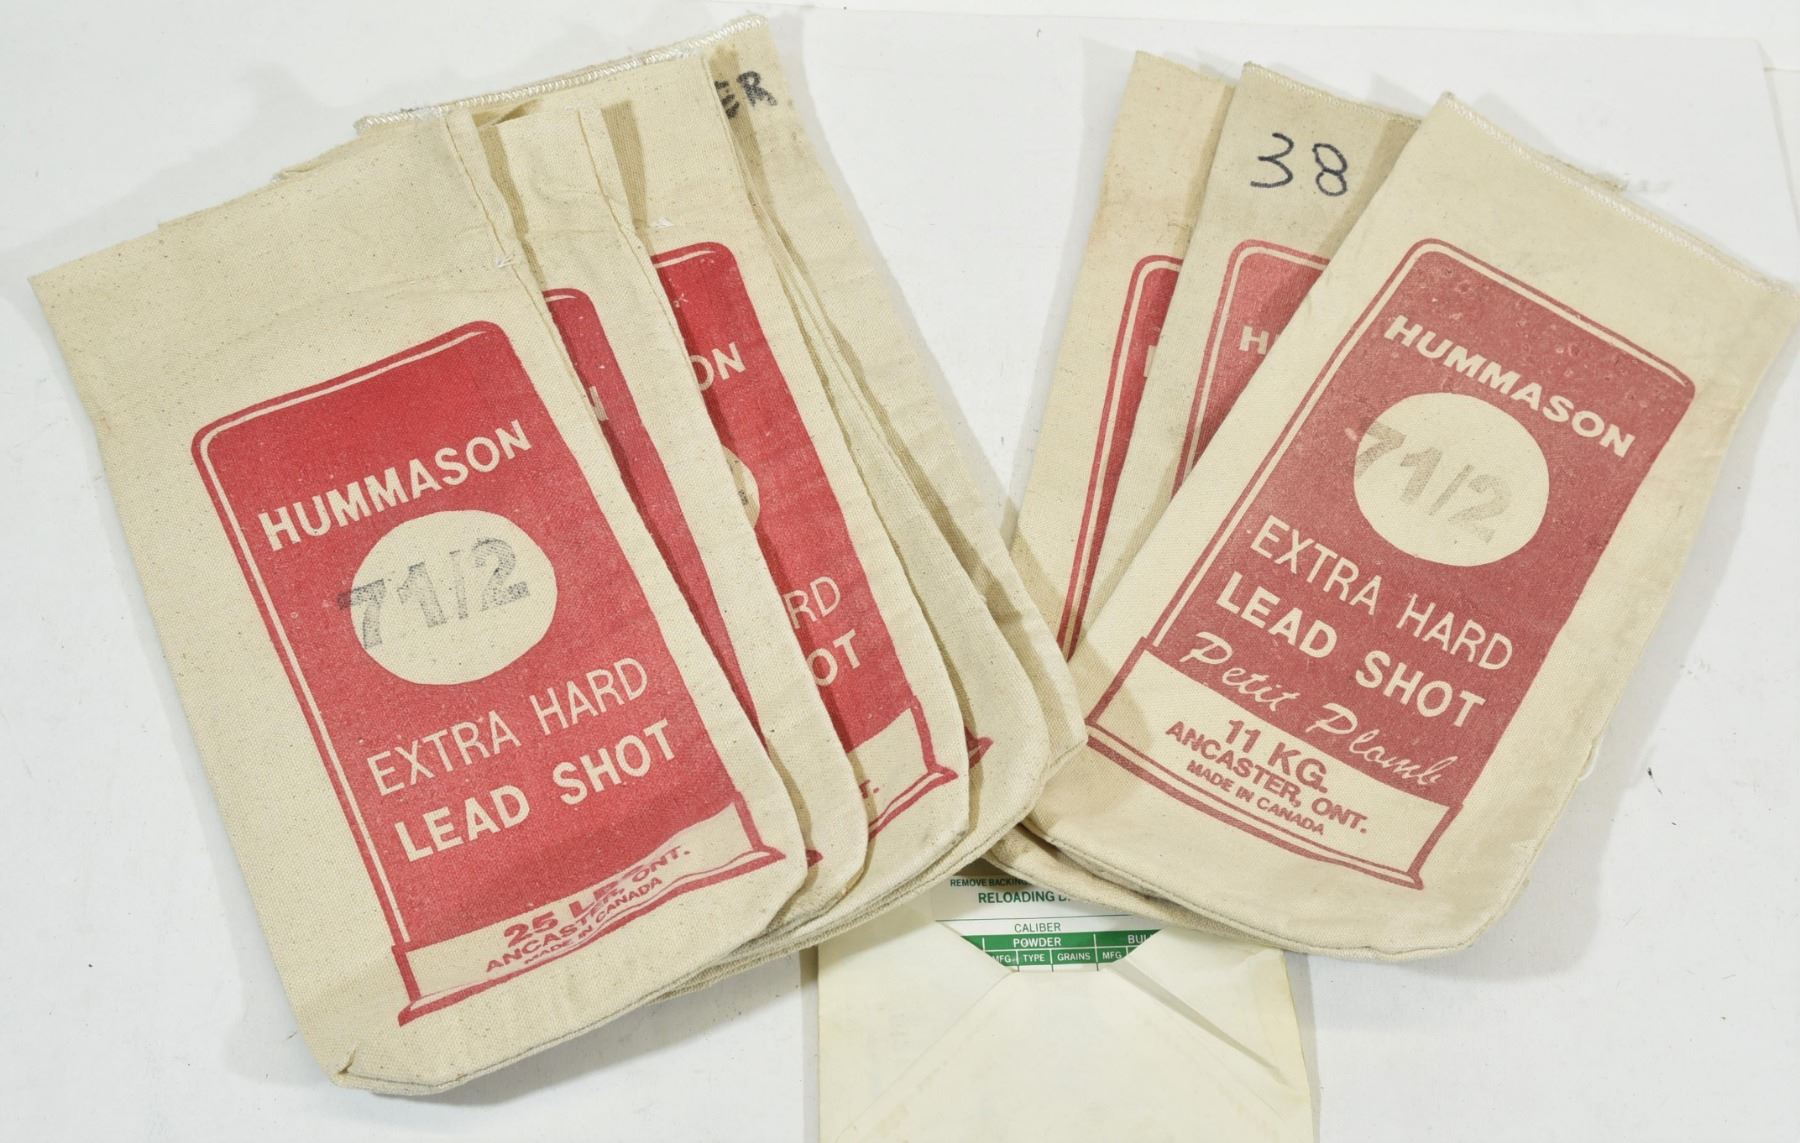 HUMMASON
7 1/2
EXTRA HARD
LEAD SHOT
25 LB.
ANCASTER, ONT.
MADE IN CANADA
N
ER
ON
RD
OT
T.
H
38
H
HUMMASON
7 1/2
EXTRA HARD
LEAD SHOT
Petit Plomb
11 KG.
ANCASTER, ONT.
MADE IN CANADA
REMOVE BACKING
RELOADING D
CALIBER
POWDER BUL
MFG. TYPE GRAINS MFG